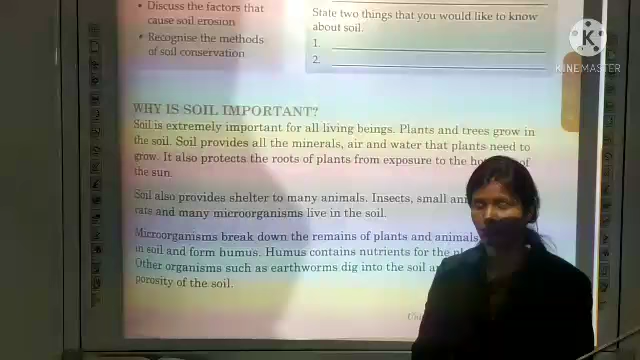 • Discuss the factors that
cause soil erosion
• Recognise the methods
of soil conservation
State two things that you would like to know
about soil.
1.
2.
K
KINEMASTER
WHY IS SOIL IMPORTANT?
Soil is extremely important for all living beings. Plants and trees grow in
the soil. Soil provides all the minerals, air and water that plants need to
grow. It also protects the roots of plants from exposure to the of
the sun.
Soil also provides shelter to many animals. Insects, small
rats and many microorganisms live in the soil.
Microorganisms break down the remains of plants and animals
in soil and form humus. Humus contains nutrients for the
Other organisms such as earthworms dig into the soil
porosity of the soil.